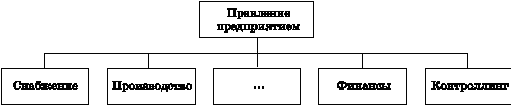 Правление
предприятием
Снабжение Производство ... Финансы Контроллинг